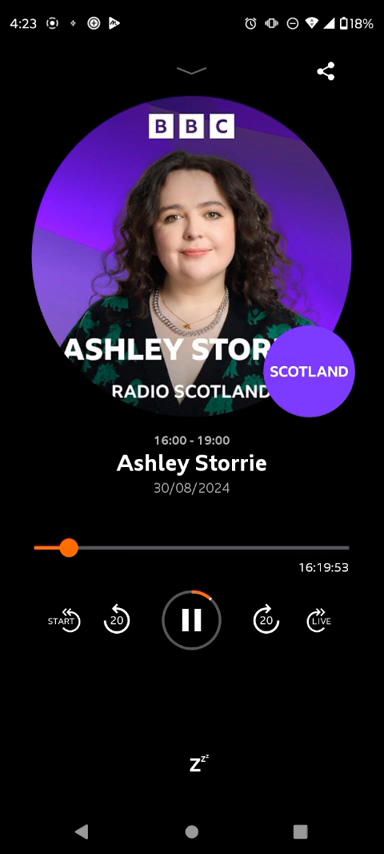 4:23
18%
BBC
ASHLEY STOR
RADIO SCOTLAND
SCOTLAND
16:00 - 19:00
Ashley Storrie
30/08/2024
16:19:53
START
20
20
LIVE
Zzz